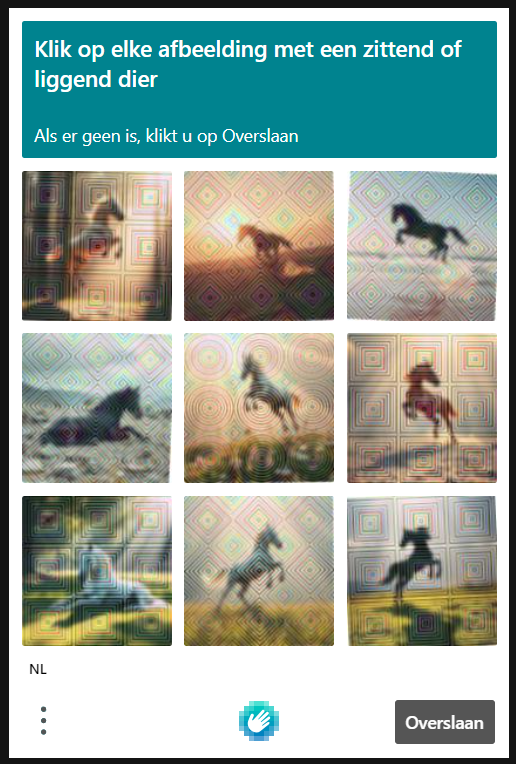 Klik op elke afbeelding met een zittend of
liggend dier
Als er geen is, klikt u op Overslaan
NL
Overslaan